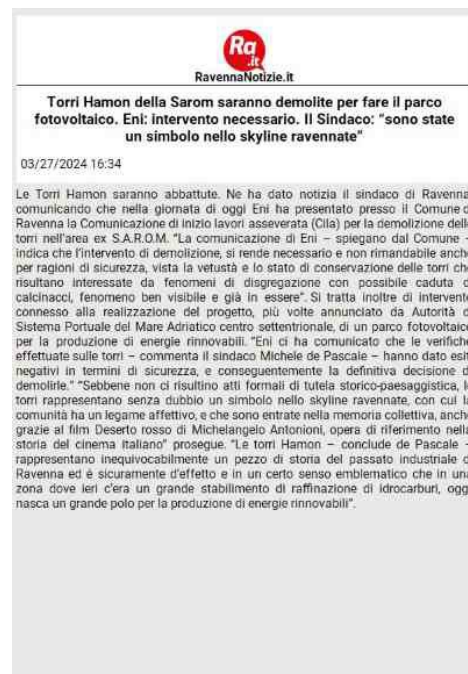 Ra
.it
RavennaNotizie.it
Torri Hamon della Sarom saranno demolite per fare il parco
fotovoltaico. Eni: intervento necessario. Il Sindaco: “sono state
un simbolo nello skyline ravennate”
03/27/2024 16:34
Le Torri Hamon saranno abbattute. Ne ha dato notizia il sindaco di Ravenna
comunicando che nella giornata di oggi Eni ha presentato presso il Comune d
Ravenna la Comunicazione di inizio lavori asseverata (Cila) per la demolizione dell
torri nell'area ex S.A.R.O.M. “La comunicazione di Eni – spiegano dal Comune –
indica che l'intervento di demolizione, si rende necessario e non rimandabile anch
per ragioni di sicurezza, vista la vetustà e lo stato di conservazione delle torri ch
risultano interessate da fenomeni di disgregazione con possibile caduta d
calcinacci, fenomeno ben visibile e già in essere”. Si tratta inoltre di intervent
connesso alla realizzazione del progetto, più volte annunciato da Autorità d
Sistema Portuale del Mare Adriatico centro settentrionale, di un parco fotovoltaic
per la produzione di energie rinnovabili. “Eni ci ha comunicato che le verifich
effettuate sulle torri – commenta il sindaco Michele de Pascale – hanno dato esit
negativi in termini di sicurezza, e conseguentemente la definitiva decisione d
demolirle.” “Sebbene non ci risultino atti formali di tutela storico-paesaggistica, l
torri rappresentano senza dubbio un simbolo nello skyline ravennate, con cui l
comunità ha un legame affettivo, e che sono entrate nella memoria collettiva, anch
grazie al film Deserto rosso di Michelangelo Antonioni, opera di riferimento nella
storia del cinema italiano” prosegue. “Le torri Hamon – conclude de Pascale –
rappresentano inequivocabilmente un pezzo di storia del passato industriale d
Ravenna ed è sicuramente d'effetto e in un certo senso emblematico che in una
zona dove ieri c'era un grande stabilimento di raffinazione di idrocarburi, ogg
nasca un grande polo per la produzione di energie rinnovabili”.